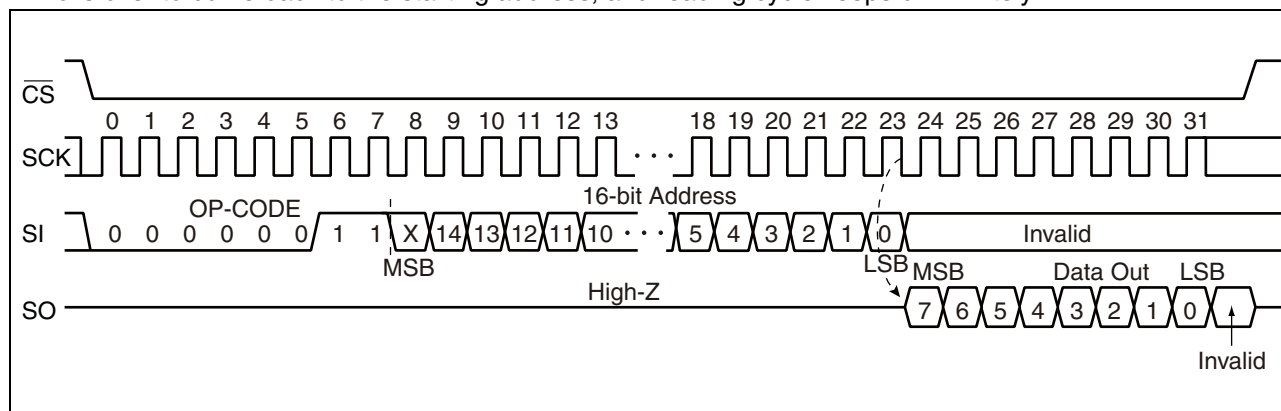 CS
0 1 2 3 4 5 6 7 8 9 10 11 12 13 18 19 20 21 22 23 24 25 26 27 28 29 30 31
SCK
· · ·
OP-CODE
16-bit Address
SI
0 0 0 0 0 0 1 1 X 14 13 12 11 10 · · · 5 4 3 2 1 0 Invalid
MSB
LSB
MSB Data Out LSB
High-Z
SO
7 6 5 4 3 2 1 0
Invalid